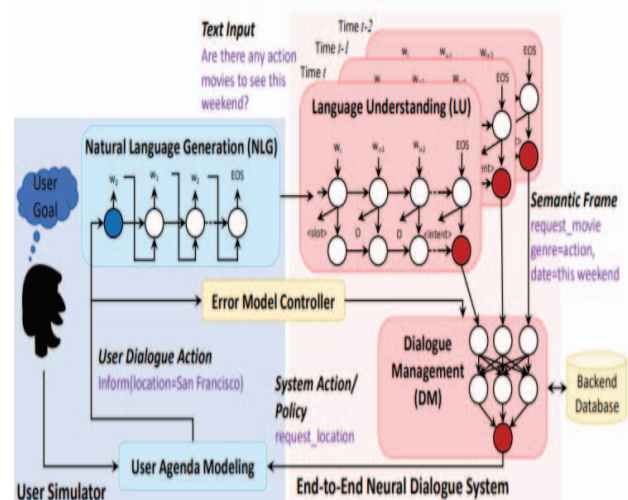 Text Input
Are there any action
movies to see this
weekend?
Time t-2
Time t-1
Time t
EOS
EOS
Language Understanding (LU)
EOS
<slot>
O
O
<intent>
Natural Language Generation (NLG)
EOS
User
Goal
Semantic Frame
request_movie
genre=action,
date=this weekend
Error Model Controller
Dialogue
Management
(DM)
Backend
Database
User Dialogue Action
Inform(location=San Francisco)
System Action/
Policy
request_location
User Agenda Modeling
User Simulator
End-to-End Neural Dialogue System